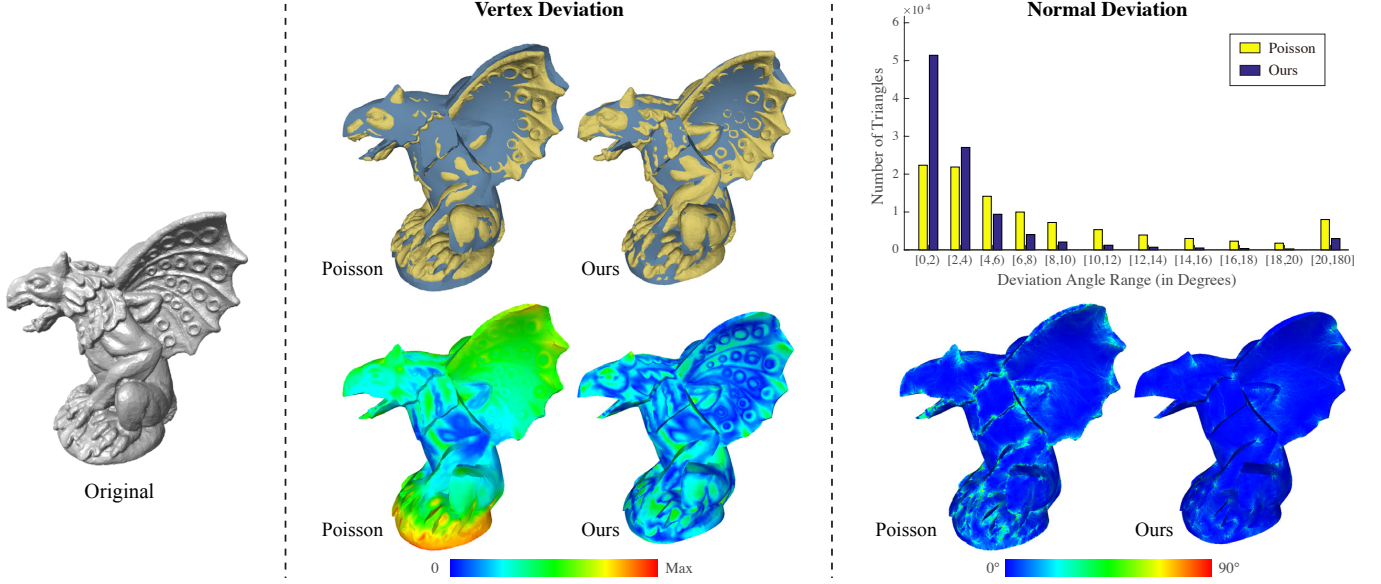 Vertex Deviation
Normal Deviation
×10⁴
6
5
4
3
2
1
0
Number of Triangles
Poisson
Ours
[0,2) [2,4) [4,6) [6,8) [8,10) [10,12) [12,14) [14,16) [16,18) [18,20) [20,180]
Deviation Angle Range (in Degrees)
Poisson
Ours
Original
Poisson
Ours
Poisson
Ours
0
Max
0°
90°